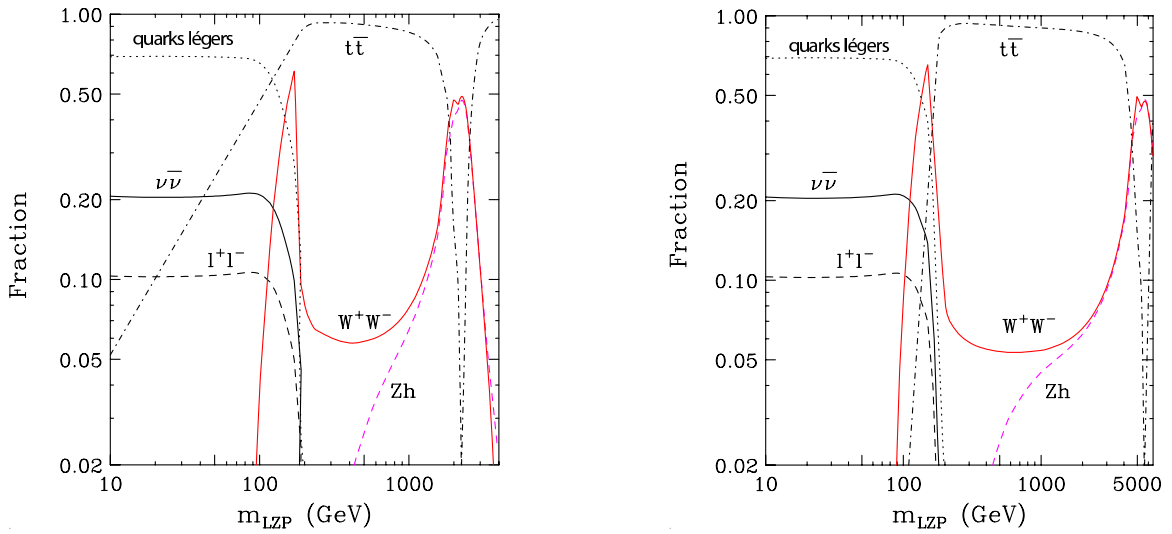 1.00
quarks légers
tt̅
0.50
νν̅
0.20
l⁺l⁻
0.10
W⁺W⁻
0.05
Zh
0.02
10
100
1000
Fraction
m_LZP (GeV)
1.00
quarks légers
tt̅
0.50
νν̅
0.20
l⁺l⁻
0.10
W⁺W⁻
0.05
Zh
0.02
10
100
1000
5000
Fraction
m_LZP (GeV)